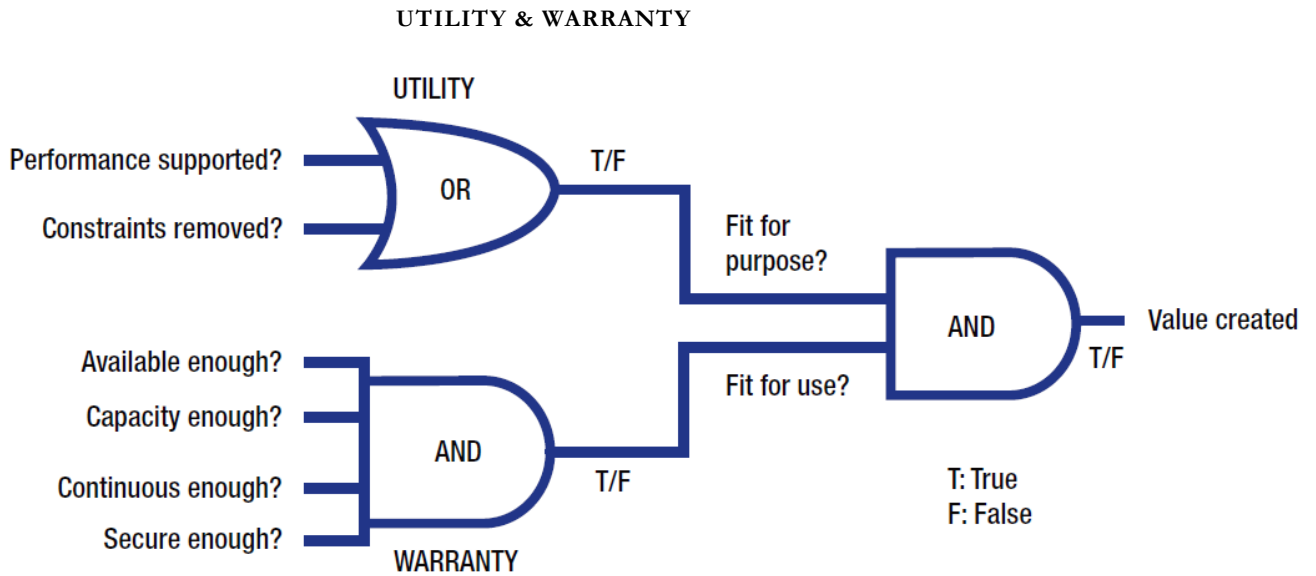 UTILITY & WARRANTY
UTILITY
Performance supported?
Constraints removed?
OR
T/F
Fit for
purpose?
Available enough?
Capacity enough?
Continuous enough?
Secure enough?
AND
T/F
WARRANTY
Fit for use?
AND
T/F
Value created
T: True
F: False